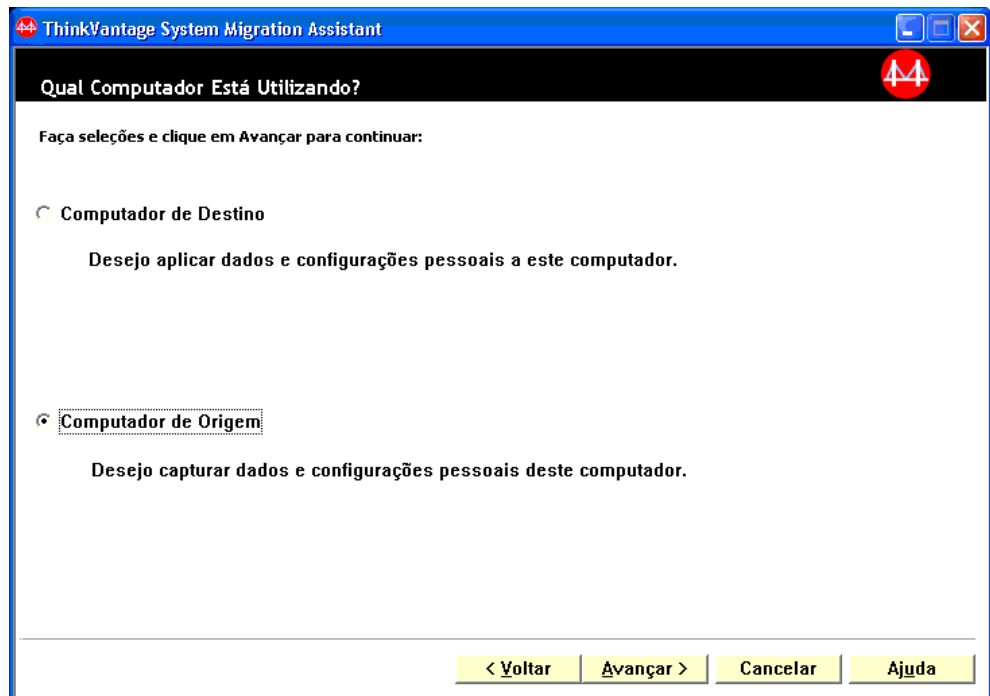 ThinkVantage System Migration Assistant
Qual Computador Está Utilizando?
Faça seleções e clique em Avançar para continuar:
Computador de Destino
Desejo aplicar dados e configurações pessoais a este computador.
Computador de Origem
Desejo capturar dados e configurações pessoais deste computador.
< Voltar Avançar > Cancelar Ajuda